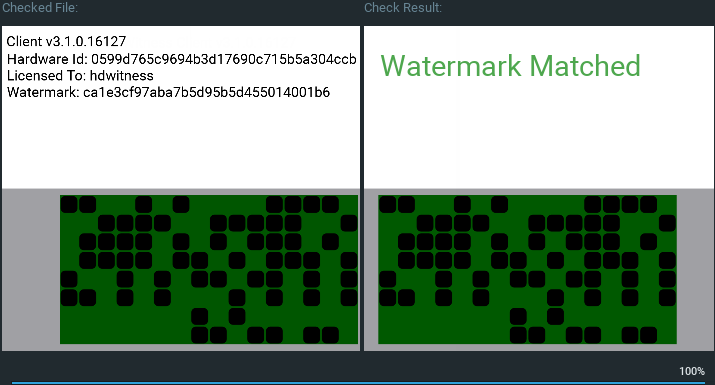 Checked File:
Check Result:
Client v3.1.0.16127
Hardware Id: 0599d765c9694b3d17690c715b5a304ccb
Licensed To: hdwitness
Watermark: ca1e3cf97aba7b5d95b5d455014001b6
Watermark Matched
100%